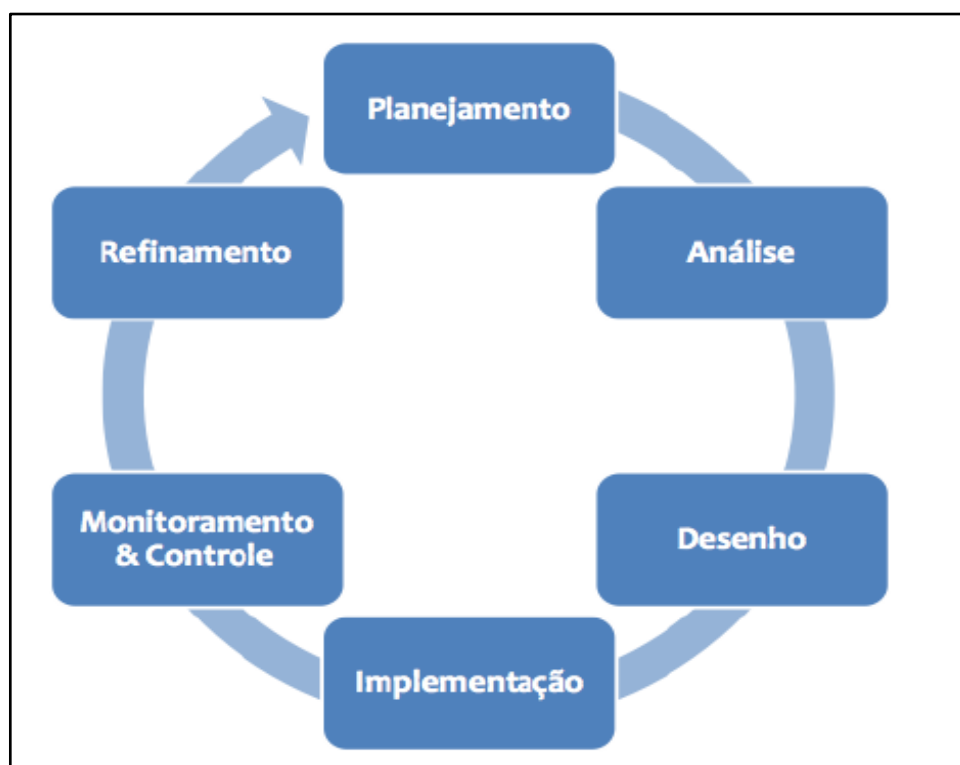 Planejamento
Análise
Desenho
Implementação
Monitoramento
& Controle
Refinamento